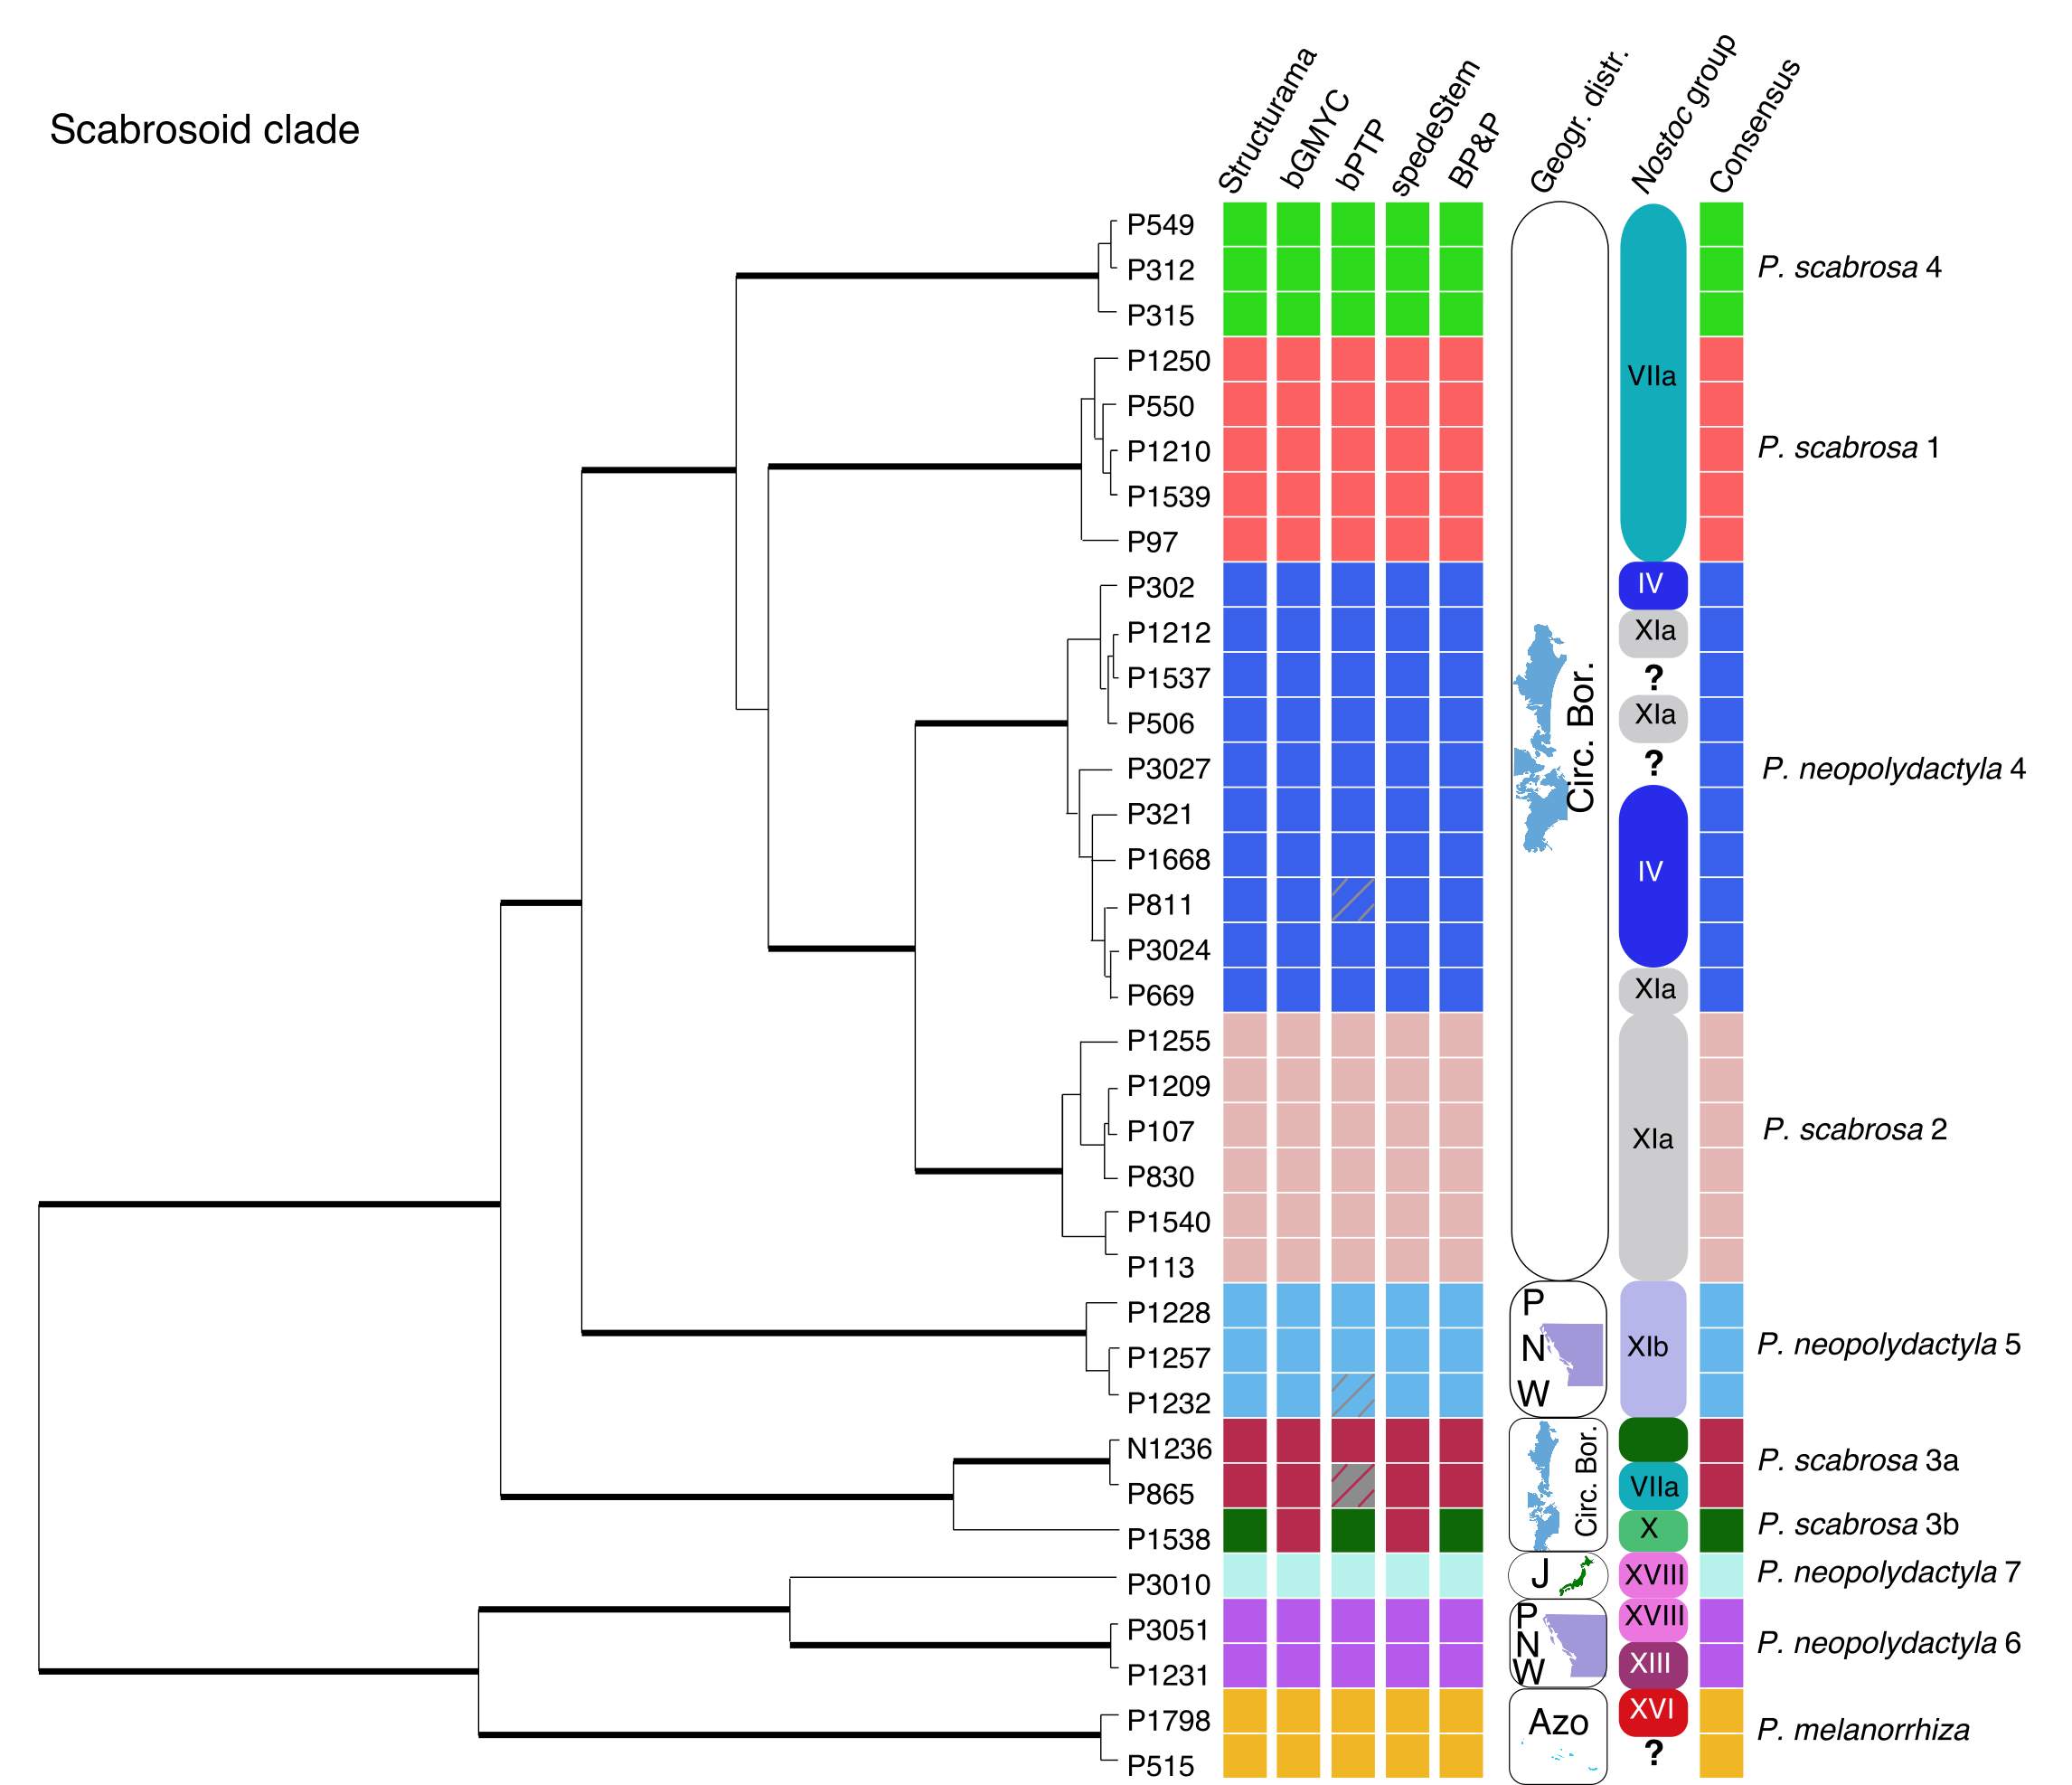 Scabrosoid clade
Structurama
bGMYC
bPTP
spedeStem
BP&P
Geogr. distr.
Nostoc group
Consensus
P549
P312
P. scabrosa 4
P315
P1250
VIIa
P550
P1210
P. scabrosa 1
P1539
P97
P302
IV
P1212
XIa
P1537
?
P506
XIa
Circ. Bor.
P3027
?
P. neopolydactyla 4
P321
P1668
IV
P811
P3024
P669
XIa
P1255
P1209
P107
XIa
P. scabrosa 2
P830
P1540
P113
P1228
P
N
W
P1257
XIb
P. neopolydactyla 5
P1232
N1236
P. scabrosa 3a
P865
Circ. Bor.
VIIa
P1538
X
P. scabrosa 3b
P3010
J
XVIII
P. neopolydactyla 7
P3051
P
N
W
XVIII
P. neopolydactyla 6
P1231
XIII
P1798
Azo
XVI
P. melanorrhiza
P515
?